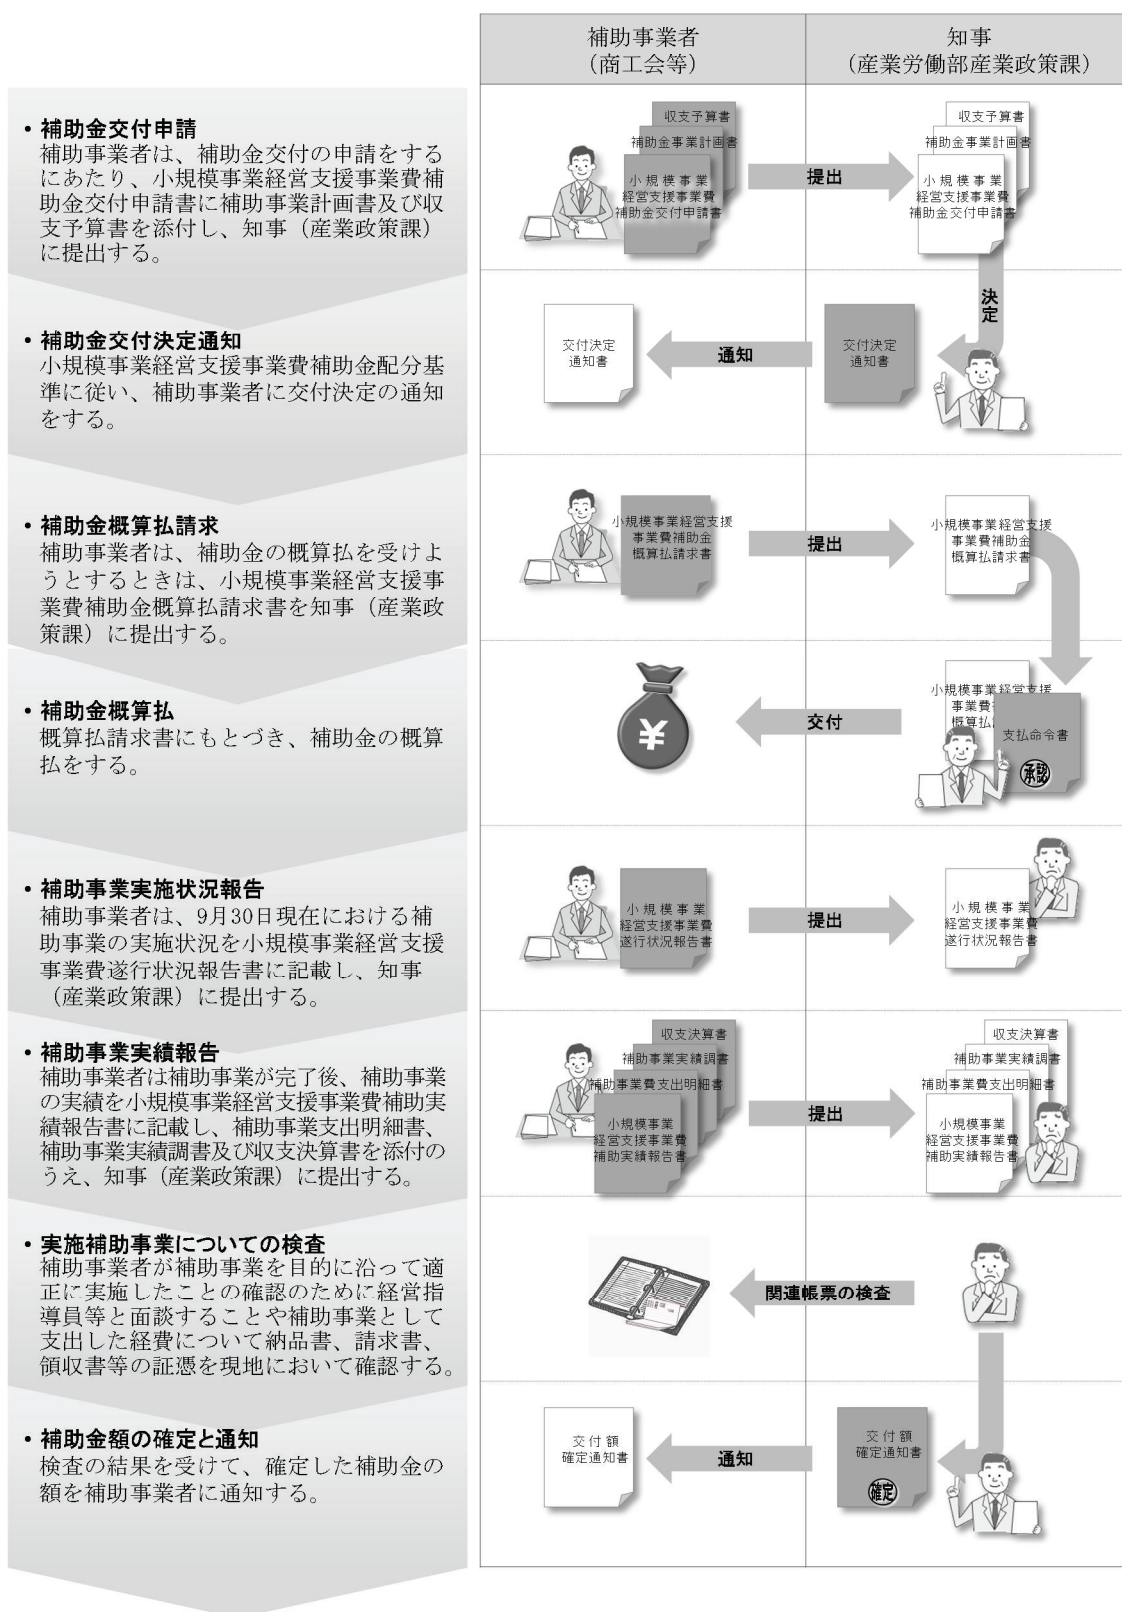 補助事業者
（商工会等）
知事
（産業労働部産業政策課）
・補助金交付申請
補助事業者は、補助金交付の申請をする
にあたり、小規模事業経営支援事業費補
助金交付申請書に補助事業計画書及び収
支予算書を添付し、知事（産業政策課）
に提出する。
収支予算書
補助金事業計画書
小規模事業
経営支援事業費
補助金交付申請書
提出
収支予算書
補助金事業計画書
小規模事業
経営支援事業費
補助金交付申請書
決定
・補助金交付決定通知
小規模事業経営支援事業費補助金配分基
準に従い、補助事業者に交付決定の通知
をする。
交付決定
通知書
通知
交付決定
通知書
・補助金概算払請求
補助事業者は、補助金の概算払を受けよ
うとするときは、小規模事業経営支援事
業費補助金概算払請求書を知事（産業政
策課）に提出する。
小規模事業経営支援
事業費補助金
概算払請求書
提出
小規模事業経営支援
事業費補助金
概算払請求書
・補助金概算払
概算払請求書にもとづき、補助金の概算
払をする。
¥
交付
小規模事業経営支援
事業費
概算払
支払命令書
承認
・補助事業実施状況報告
補助事業者は、9月30日現在における補
助事業の実施状況を小規模事業経営支援
事業費遂行状況報告書に記載し、知事
（産業政策課）に提出する。
小規模事業
経営支援事業費
遂行状況報告書
提出
小規模事業
経営支援事業費
遂行状況報告書
・補助事業実績報告
補助事業者は補助事業が完了後、補助事業
の実績を小規模事業経営支援事業費補助実
績報告書に記載し、補助事業支出明細書、
補助事業実績調書及び収支決算書を添付の
うえ、知事（産業政策課）に提出する。
収支決算書
補助事業実績調書
補助事業費支出明細書
小規模事業
経営支援事業費
補助実績報告書
提出
収支決算書
補助事業実績調書
補助事業費支出明細書
小規模事業
経営支援事業費
補助実績報告書
・実施補助事業についての検査
補助事業者が補助事業を目的に沿って適
正に実施したことの確認のために経営指
導員等と面談することや補助事業として
支出した経費について納品書、請求書、
領収書等の証憑を現地において確認する。
関連帳票の検査
・補助金額の確定と通知
検査の結果を受けて、確定した補助金の
額を補助事業者に通知する。
交付額
確定通知書
通知
交付額
確定通知書
確定